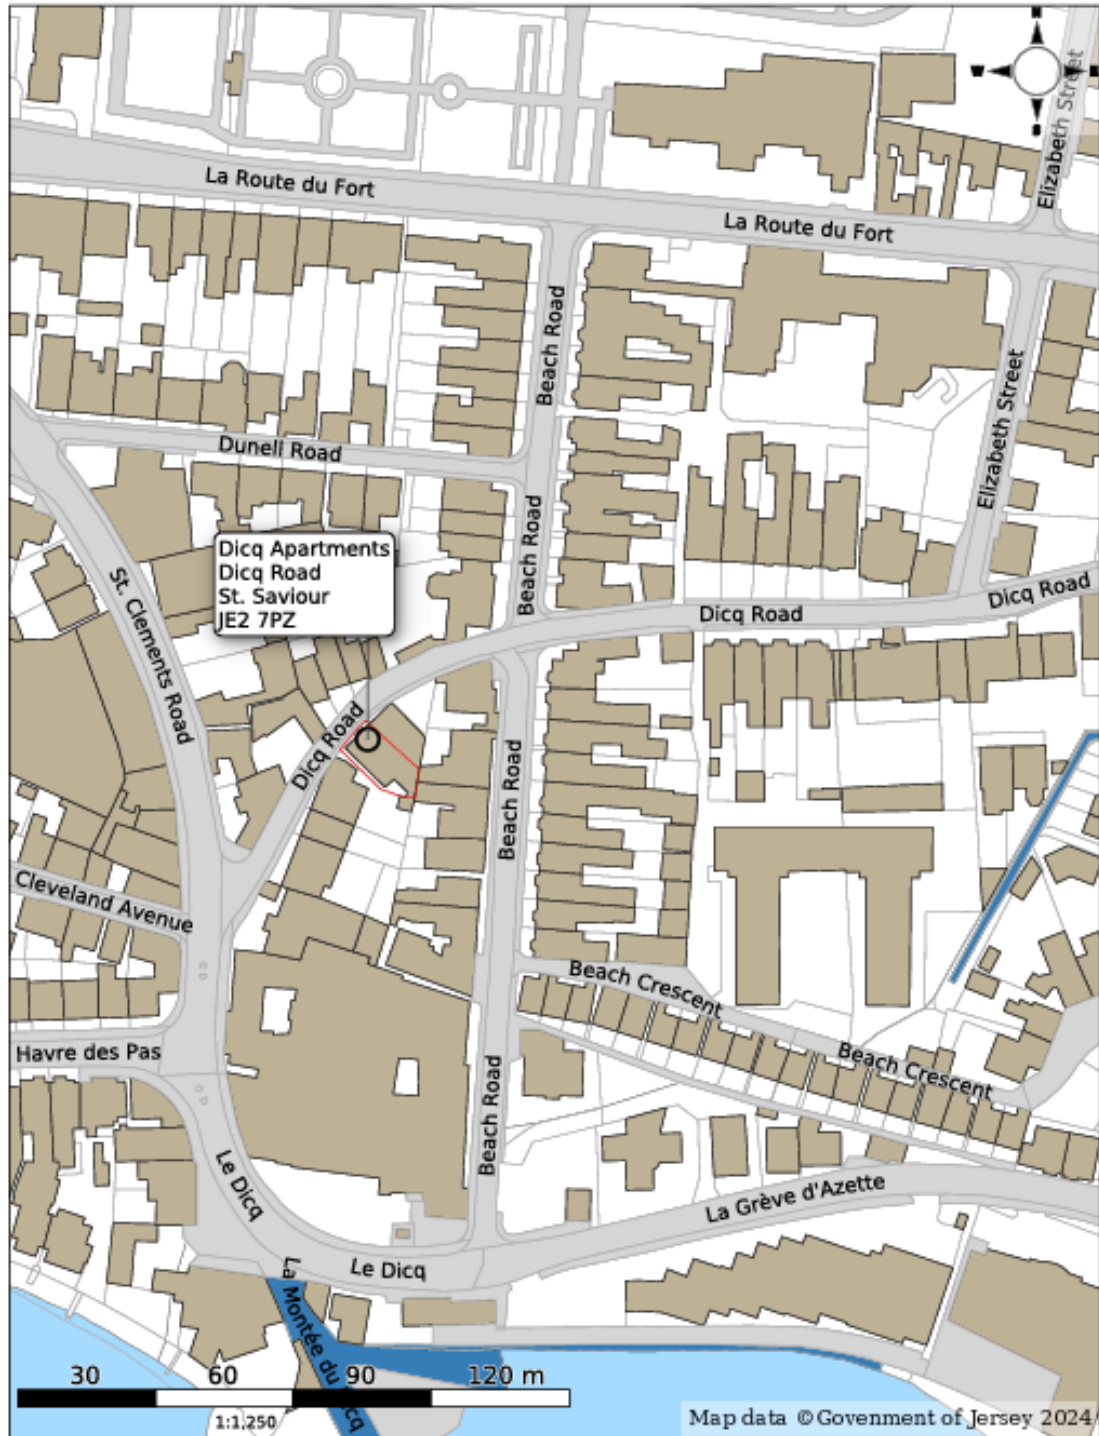 Elizabeth Street
La Route du Fort
La Route du Fort
Beach Road
Elizabeth Street
Dunell Road
Beach Road
Dicq Apartments
Dicq Road
St. Saviour
JE2 7PZ
St. Clements Road
Dicq Road
Dicq Road
Dicq Road
Beach Road
Cleveland Avenue
Beach Crescent
Havre des Pas
Beach Crescent
Beach Road
Le Dicq
La Grève d'Azette
Le Dicq
La Montée du Dicq
30 60 90 120 m
1:1,250
Map data © Govenment of Jersey 2024